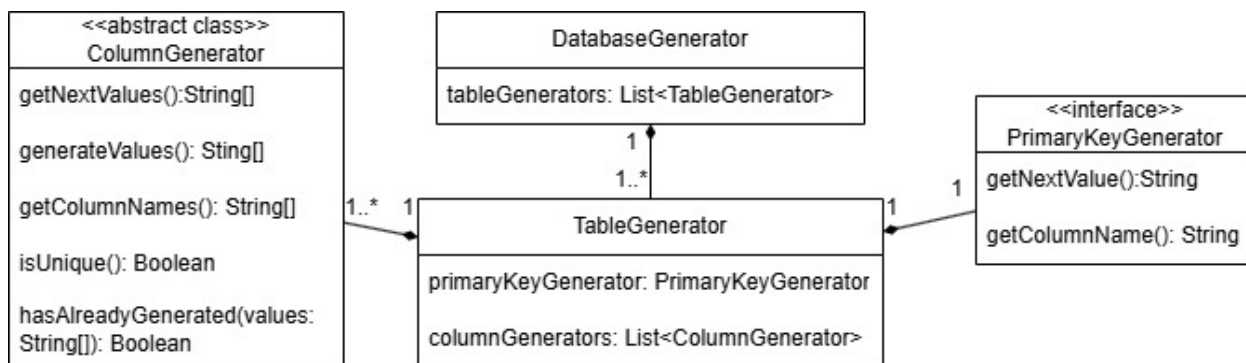 <<abstract class>>
ColumnGenerator
getNextValues():String[]
generateValues(): Sting[]
getColumnNames(): String[]
isUnique(): Boolean
hasAlreadyGenerated(values:
String[]): Boolean
DatabaseGenerator
tableGenerators: List<TableGenerator>
1
1..*
1..*
1
TableGenerator
primaryKeyGenerator: PrimaryKeyGenerator
columnGenerators: List<ColumnGenerator>
1
1
<<interface>>
PrimaryKeyGenerator
getNextValue():String
getColumnName(): String